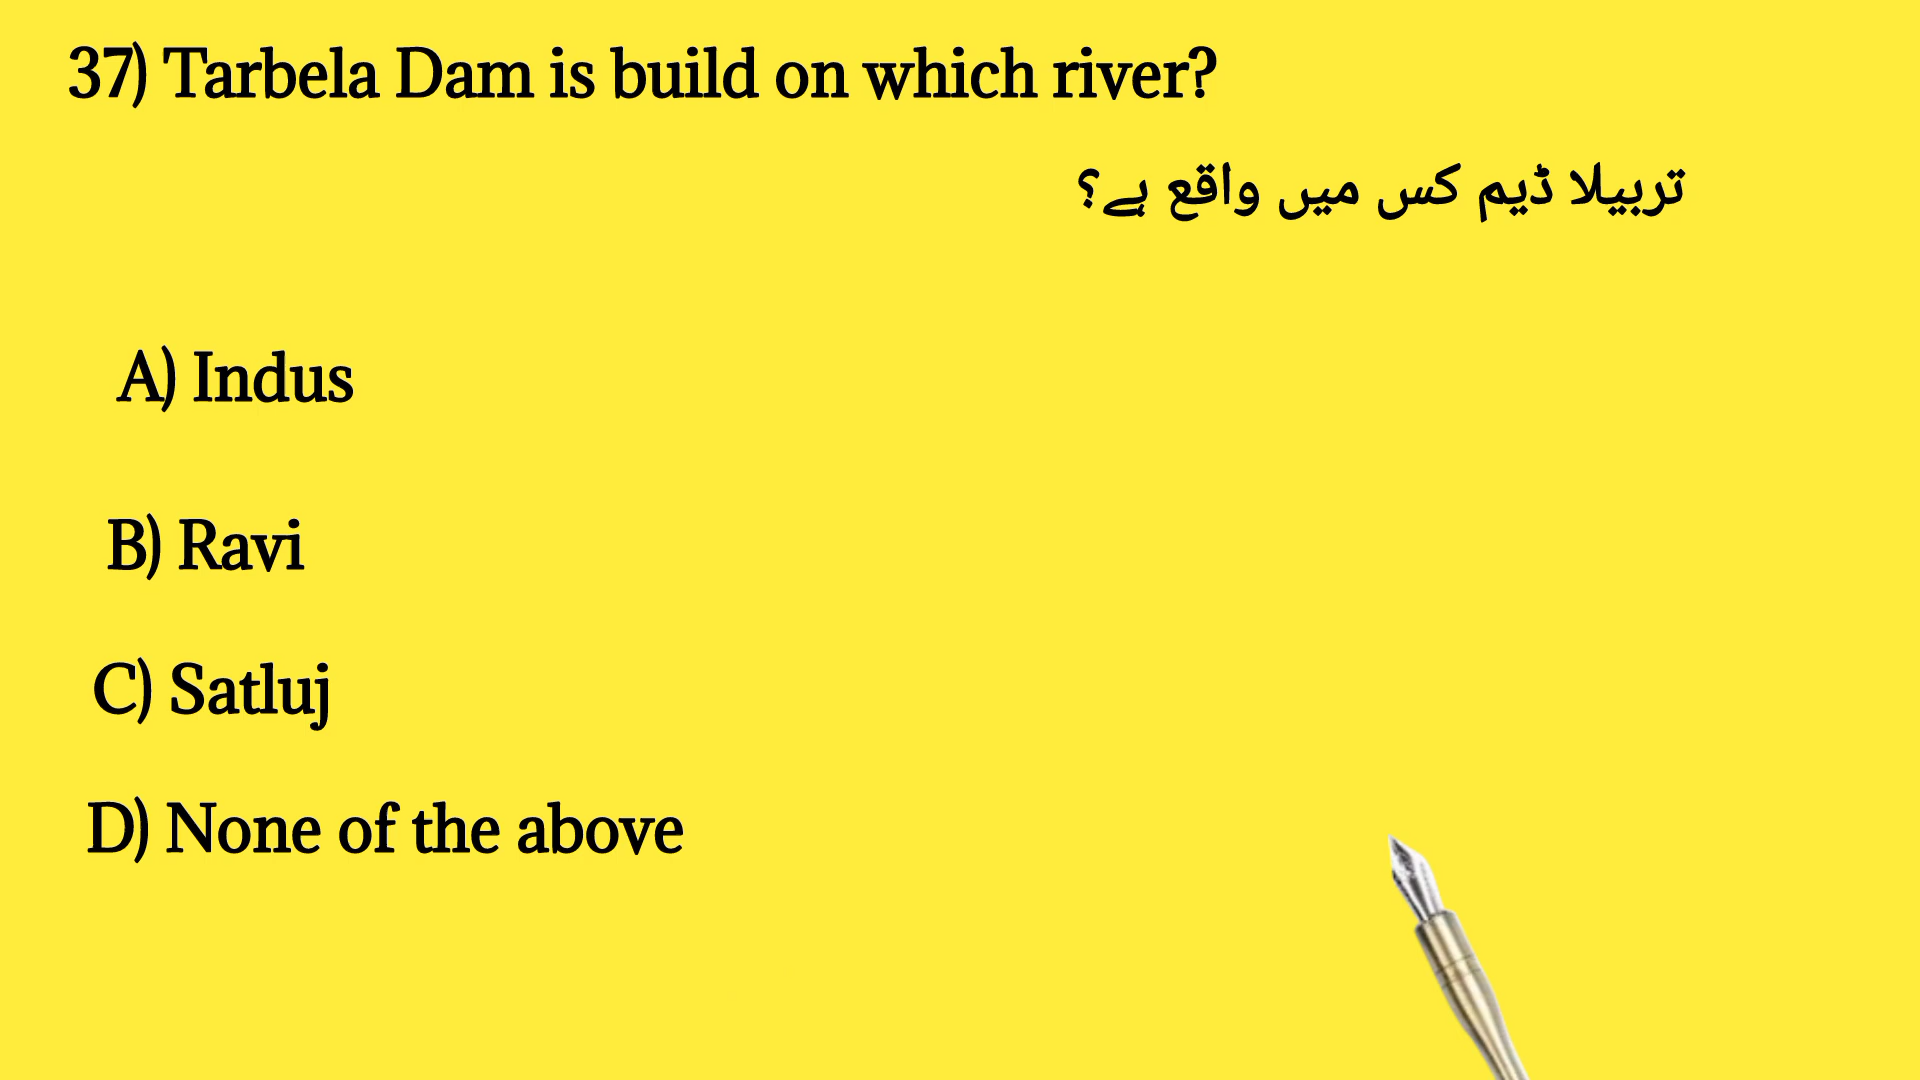 37) Tarbela Dam is build on which river?
تربیلا ڈیم کس میں واقع ہے؟
A) Indus
B) Ravi
C) Satluj
D) None of the above